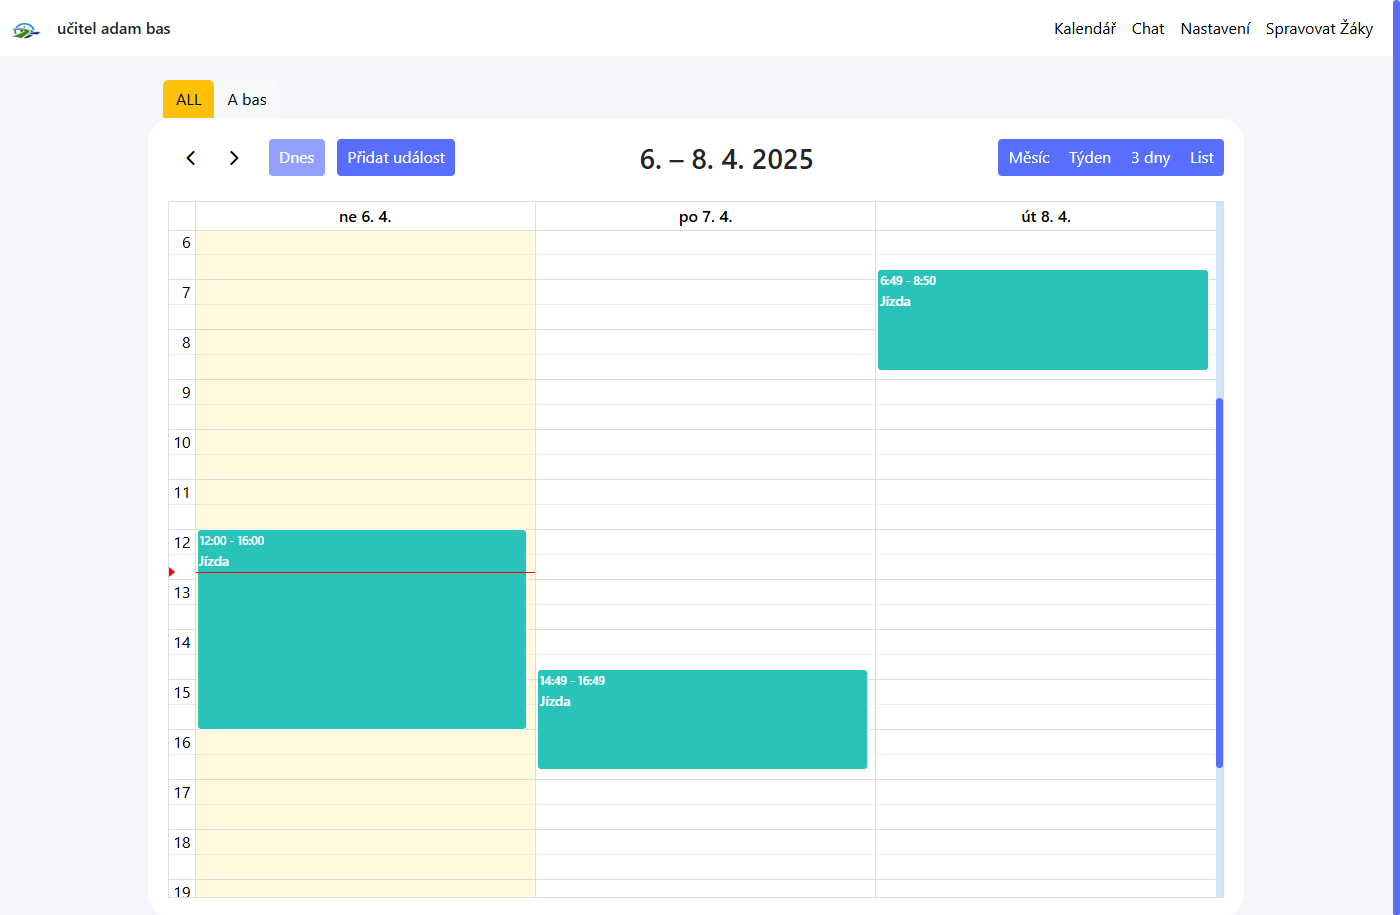 učitel adam bas
Kalendář Chat Nastavení Spravovat Žáky
ALL A bas
Dnes Přidat událost
6. – 8. 4. 2025
Měsíc Týden 3 dny List
ne 6. 4. po 7. 4. út 8. 4.
6
6:49 - 8:50
Jízda
7
8
9
10
11
12
12:00 - 16:00
Jízda
13
14
14:49 - 16:49
Jízda
15
16
17
18
19